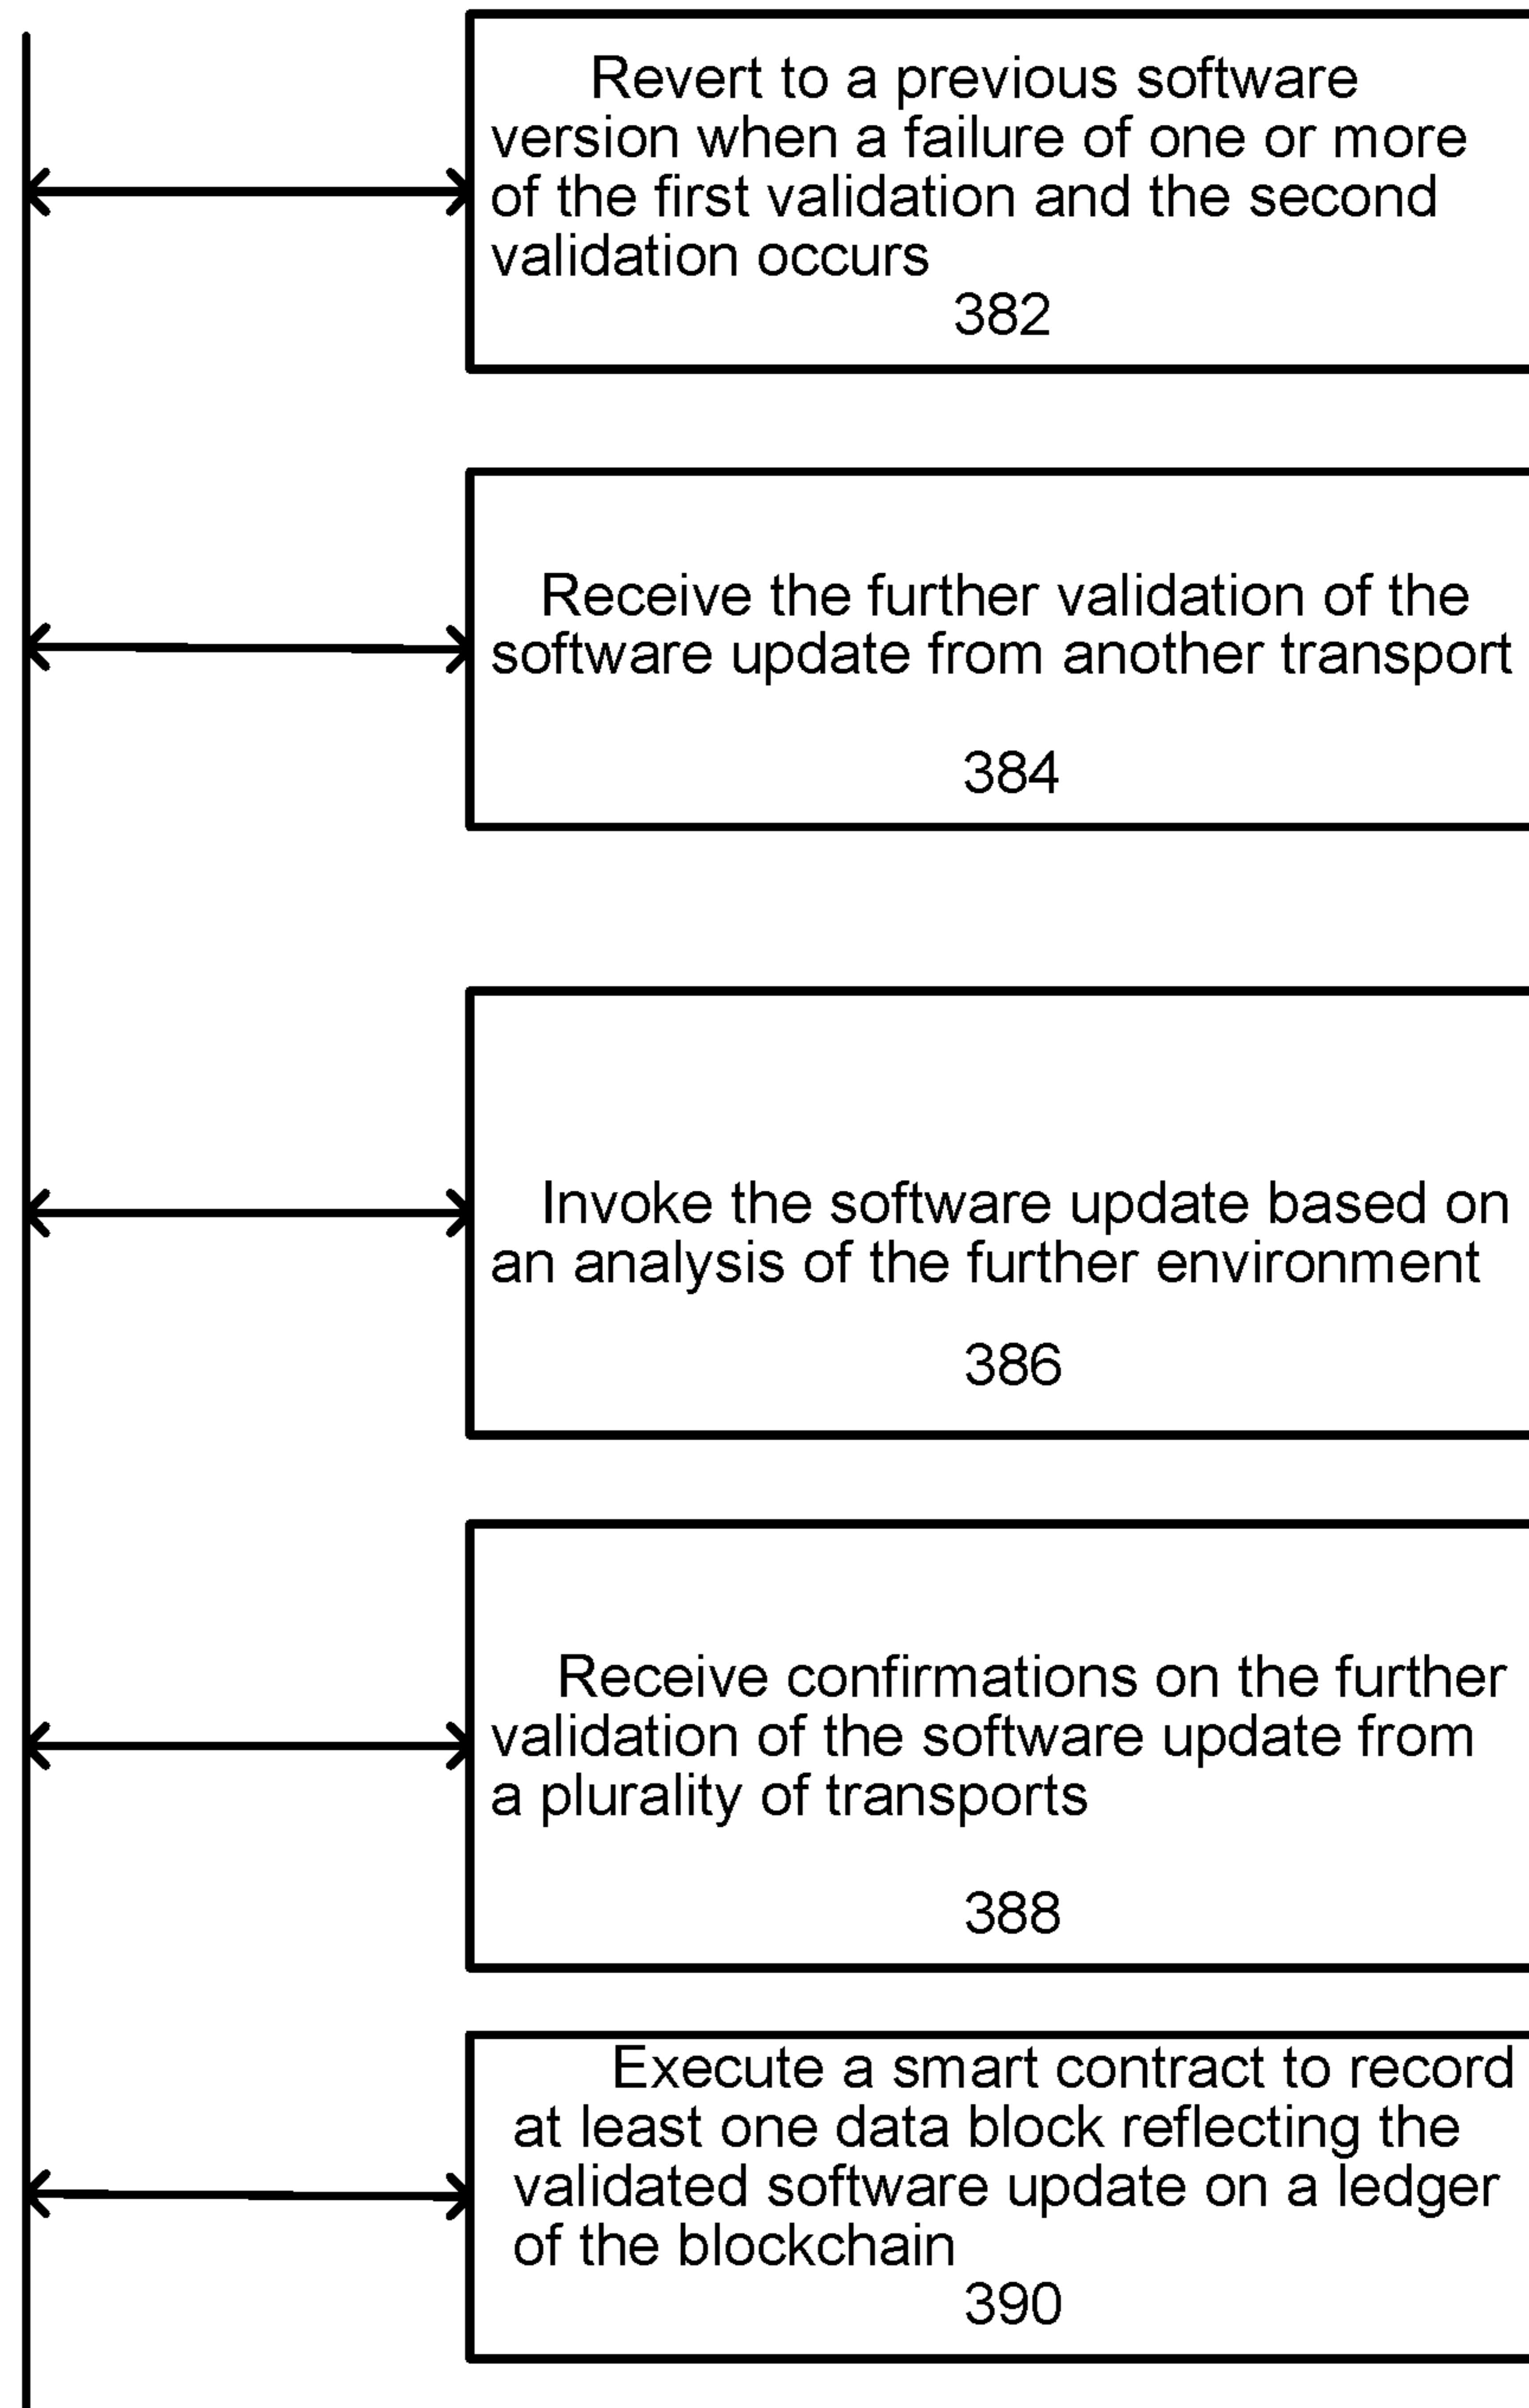 Revert to a previous software
version when a failure of one or more
of the first validation and the second
validation occurs
382
Receive the further validation of the
software update from another transport
384
Invoke the software update based on
an analysis of the further environment
386
Receive confirmations on the further
validation of the software update from
a plurality of transports
388
Execute a smart contract to record
at least one data block reflecting the
validated software update on a ledger
of the blockchain
390